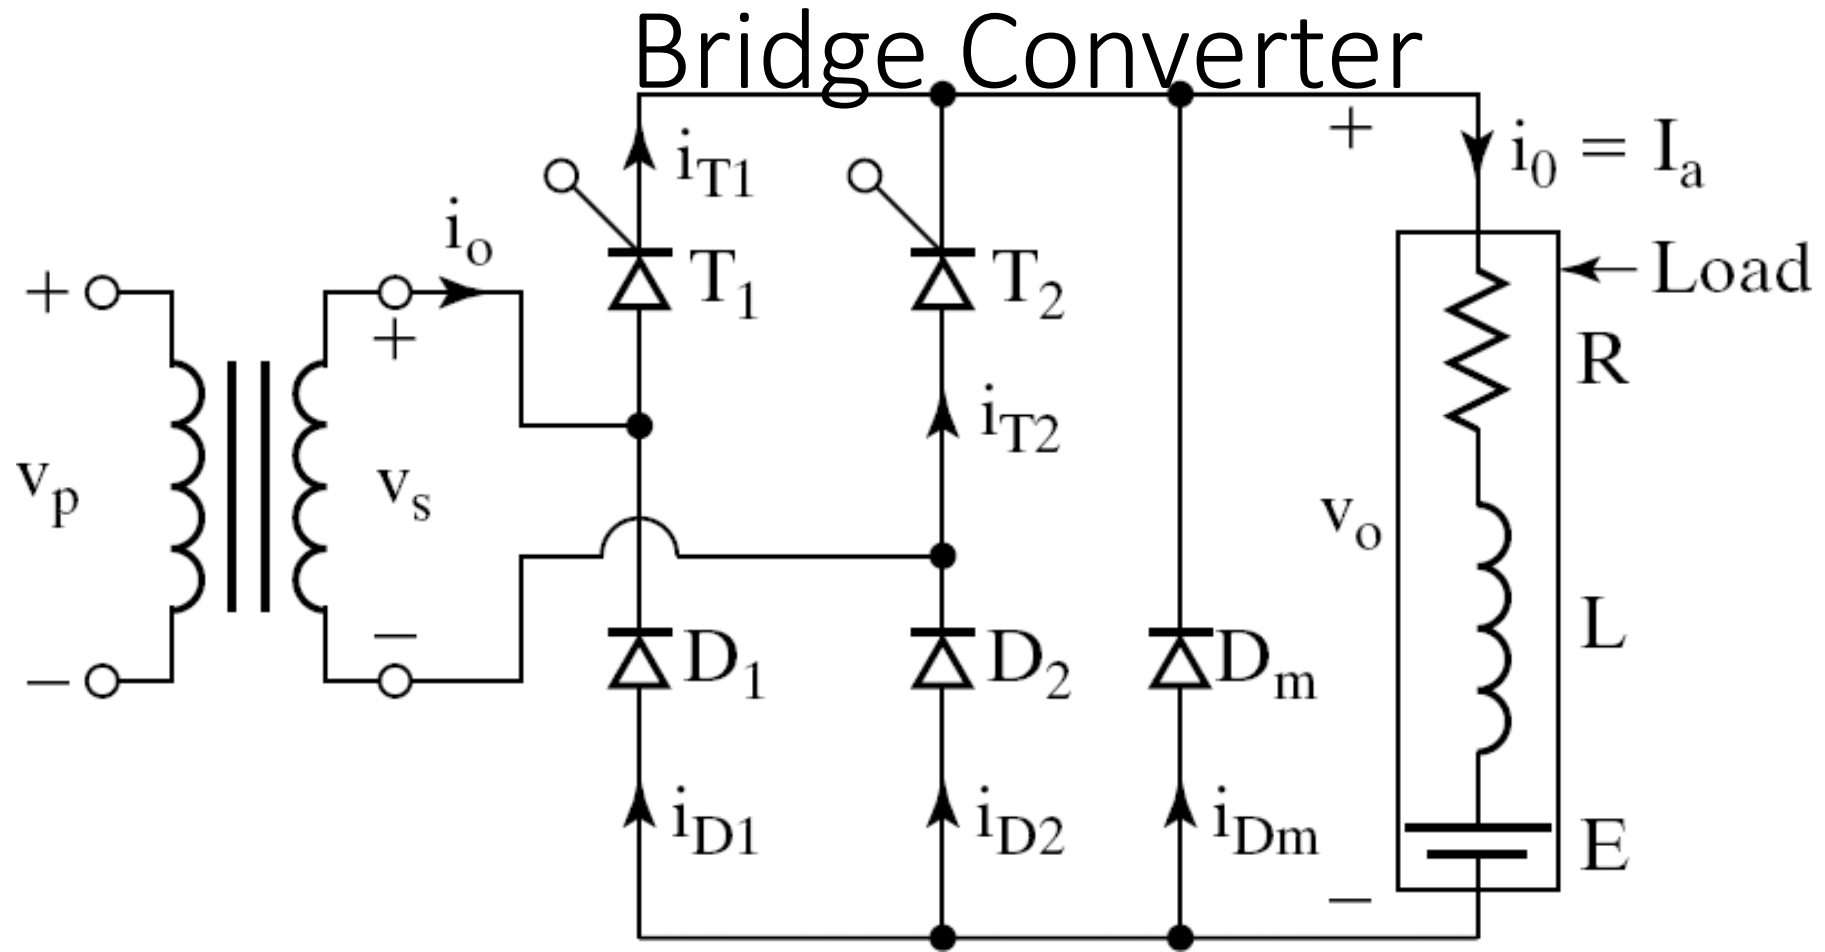 Bridge Converter
+
i0 = Ia
iT1
io
Load
+
T1
T2
+
R
iT2
vp
vs
vo
L
−
D1
D2
Dm
−
iD1
iD2
iDm
E
−